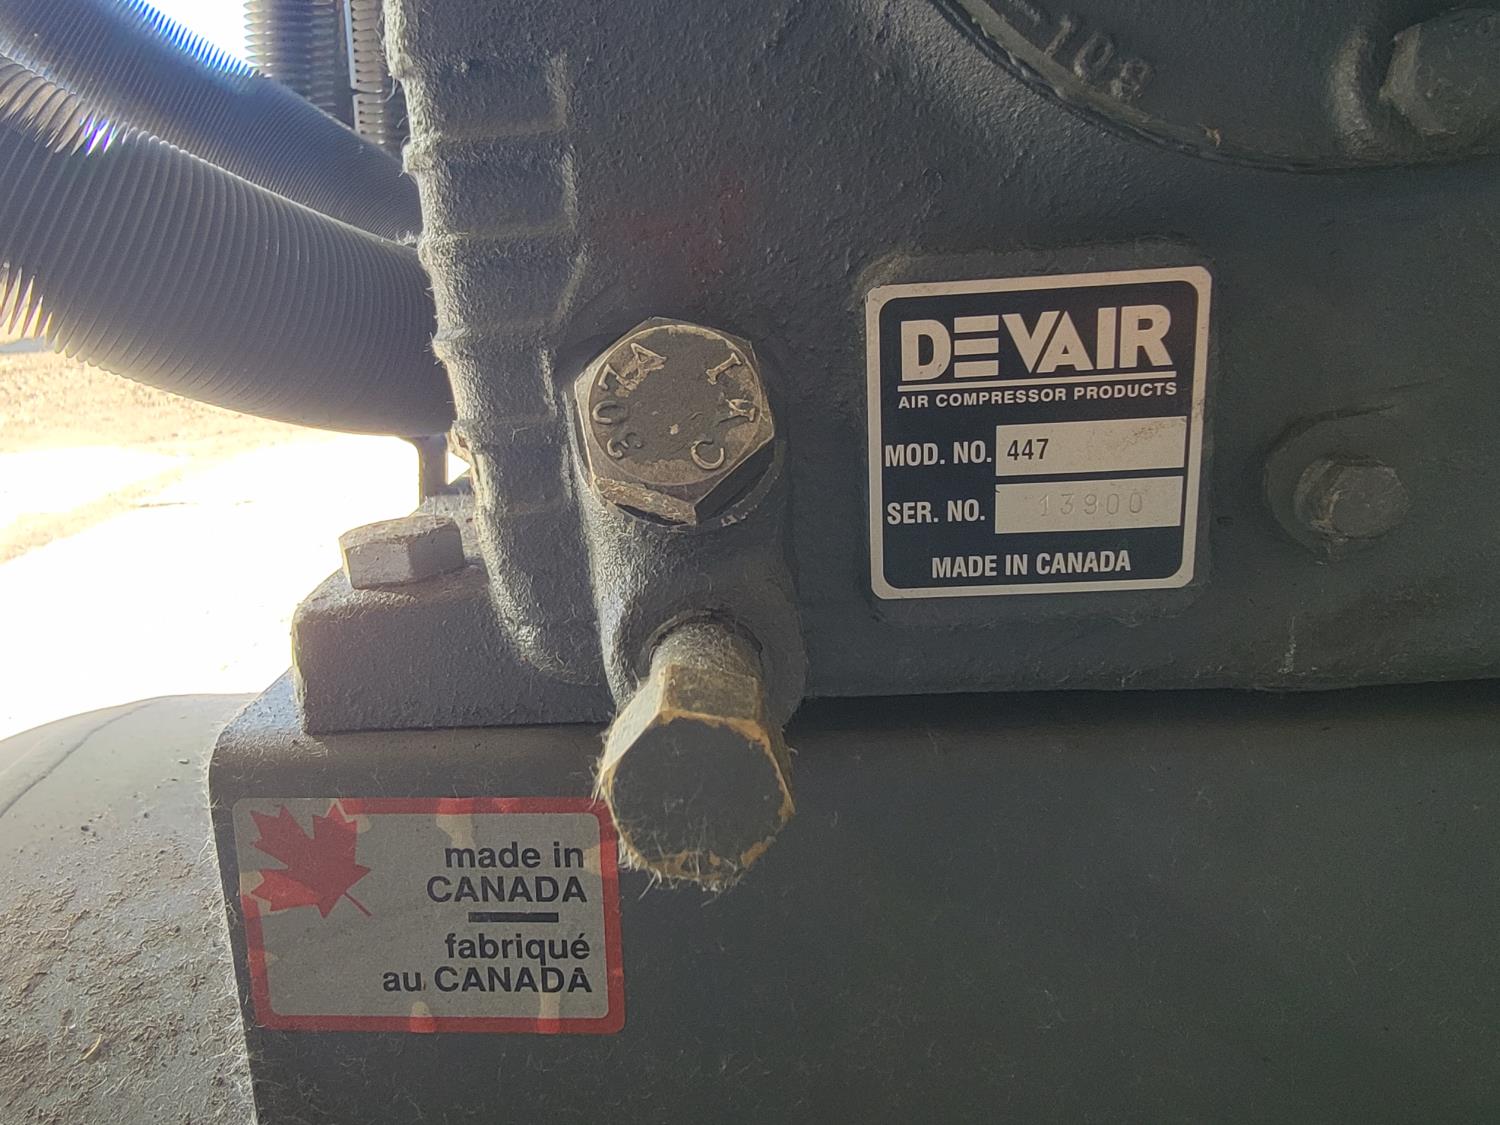 -108
DEVAIR
AIR COMPRESSOR PRODUCTS
MOD. NO. 447
SER. NO. 13900
MADE IN CANADA
made in
CANADA
fabriqué
au CANADA